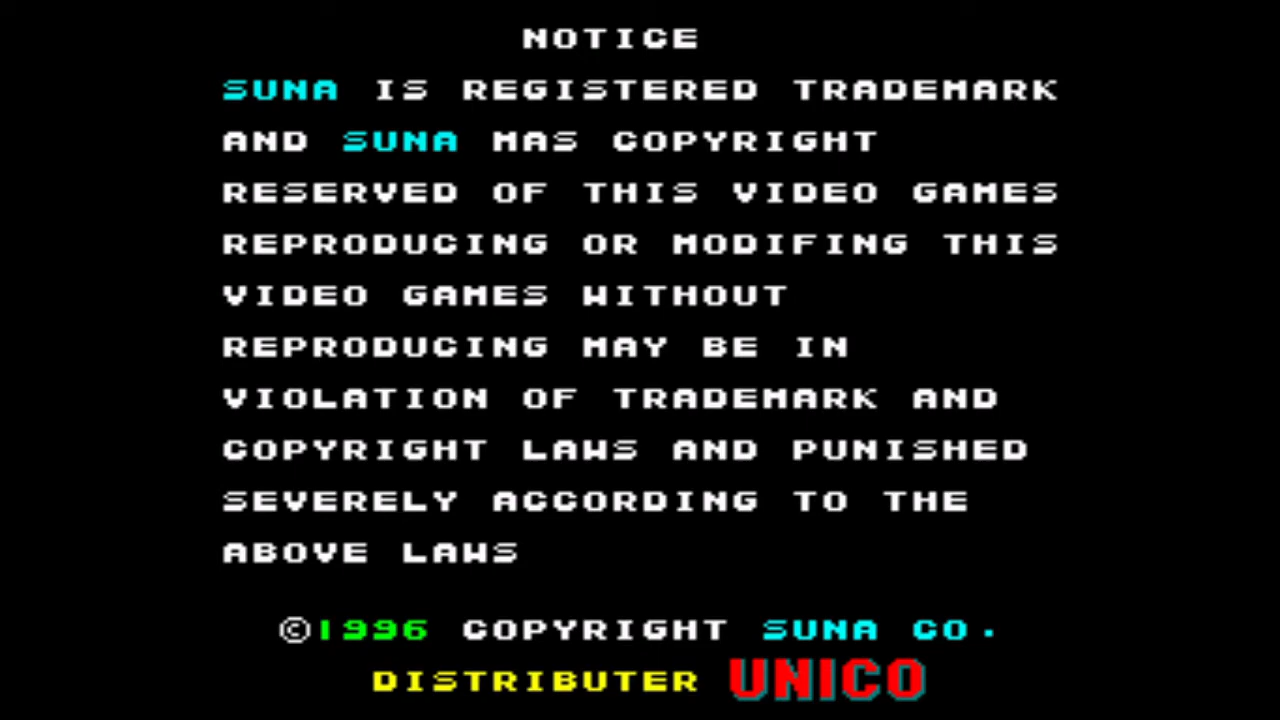 NOTICE
SUNA IS REGISTERED TRADEMARK
AND SUNA MAS COPYRIGHT
RESERVED OF THIS VIDEO GAMES
REPRODUCING OR MODIFING THIS
VIDEO GAMES WITHOUT
REPRODUCING MAY BE IN
VIOLATION OF TRADEMARK AND
COPYRIGHT LAWS AND PUNISHED
SEVERELY ACCORDING TO THE
ABOVE LAWS
©1996 COPYRIGHT SUNA CO.
DISTRIBUTER UNICO